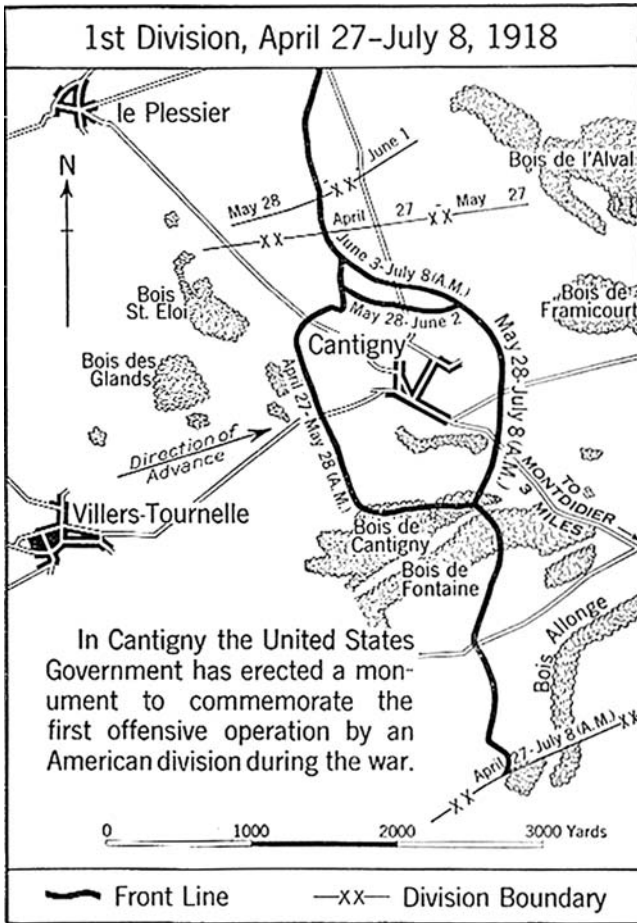 1st Division, April 27–July 8, 1918
le Plessier
N
June 1
May 28
Bois de l'Alval
May 27
April 27
June 3-July 8 (A.M.)
Bois
St. Eloi
Bois de
Framicourt
May 28-June 2
Cantigny
Bois des
Glands
April 27-May 28 (A.M.)
May 28-July 8 (A.M.)
Direction of
Advance
TO
MONTDIDIER
3
MILES
Villers-Tournelle
Bois de
Cantigny
Bois de
Fontaine
Bois Allonge
In Cantigny the United States
Government has erected a mon-
ument to commemorate the
first offensive operation by an
American division during the war.
April 27-July 8 (A.M.)
0 1000 2000 3000 Yards
Front Line
XX Division Boundary